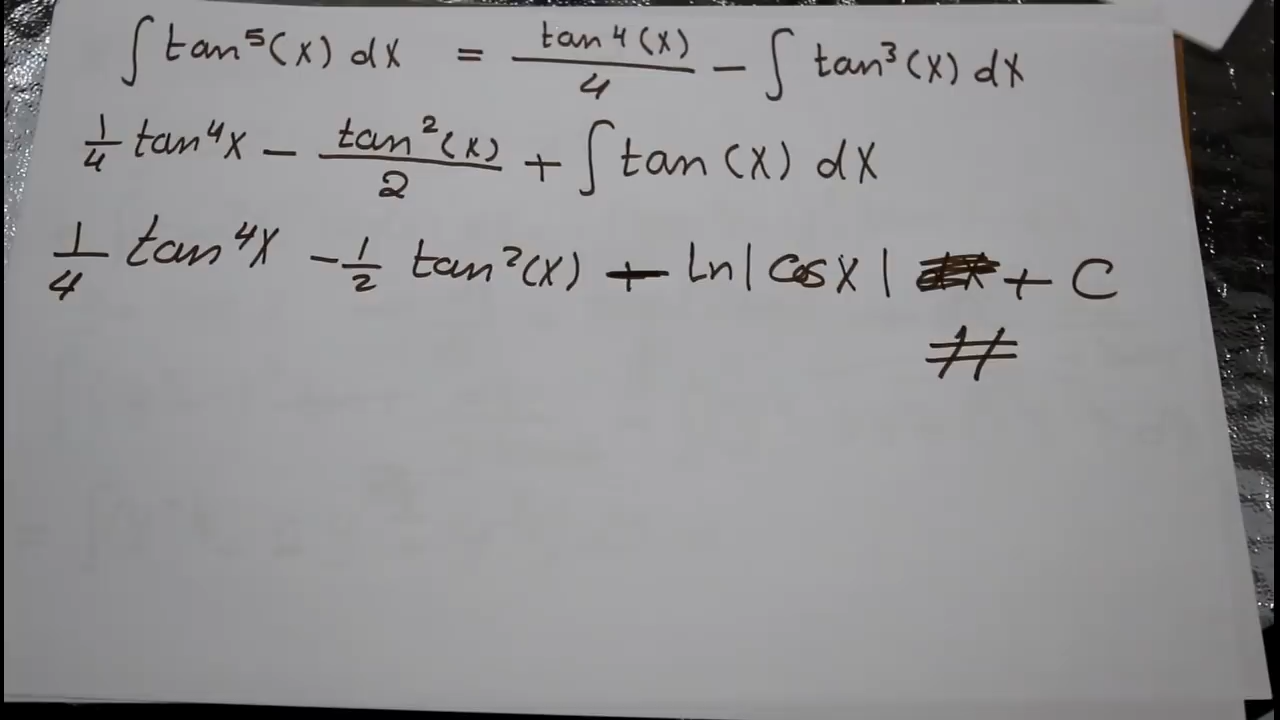 ∫ tan⁵(x) dx = tan⁴(x)/4 − ∫ tan³(x) dx
1/4 tan⁴x − tan²(x)/2 + ∫ tan(x) dx
1/4 tan⁴x − 1/2 tan²(x) − ln|cosx| + C